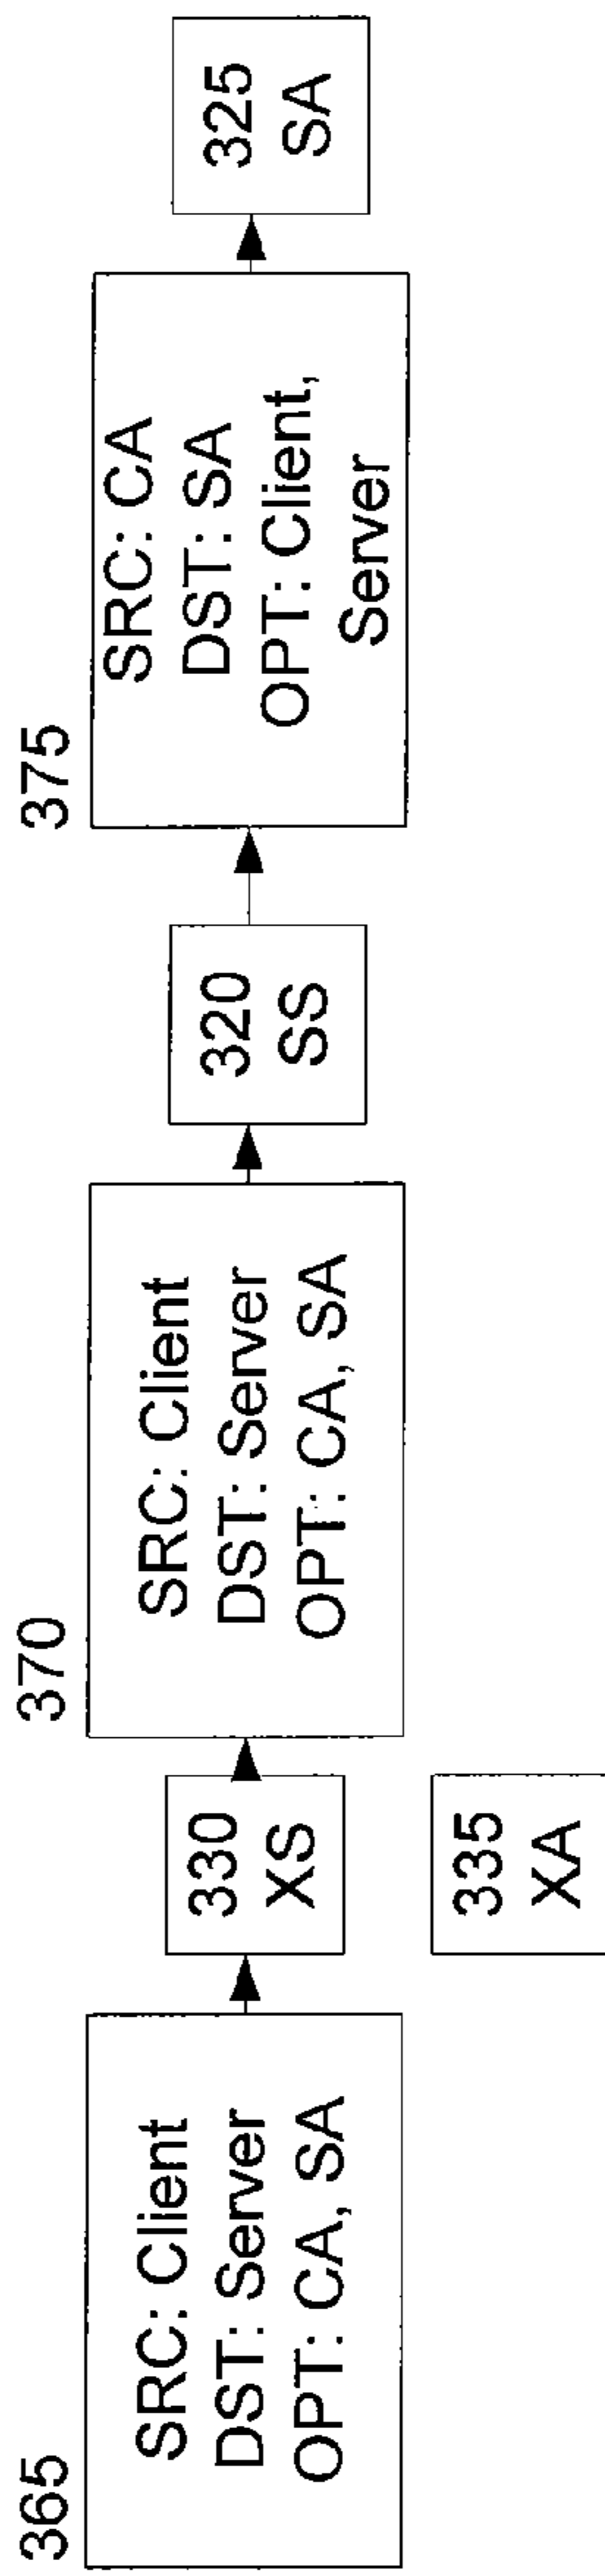 365
SRC: Client
DST: Server
OPT: CA, SA
330
XS
335
XA
370
SRC: Client
DST: Server
OPT: CA, SA
320
SS
375
SRC: CA
DST: SA
OPT: Client,
Server
325
SA